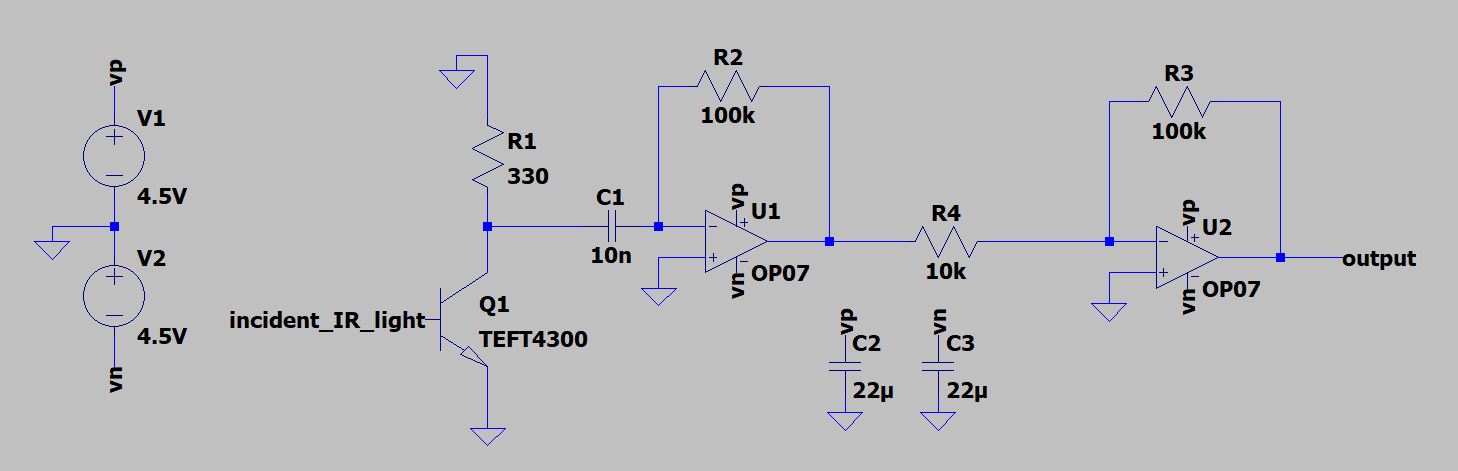 vp
V1
4.5V
V2
4.5V
vn
R1
330
incident_IR_light
Q1
TEFT4300
C1
10n
R2
100k
vp
U1
vn
OP07
R4
10k
vp
C2
22µ
vn
C3
22µ
R3
100k
vp
U2
vn
OP07
output